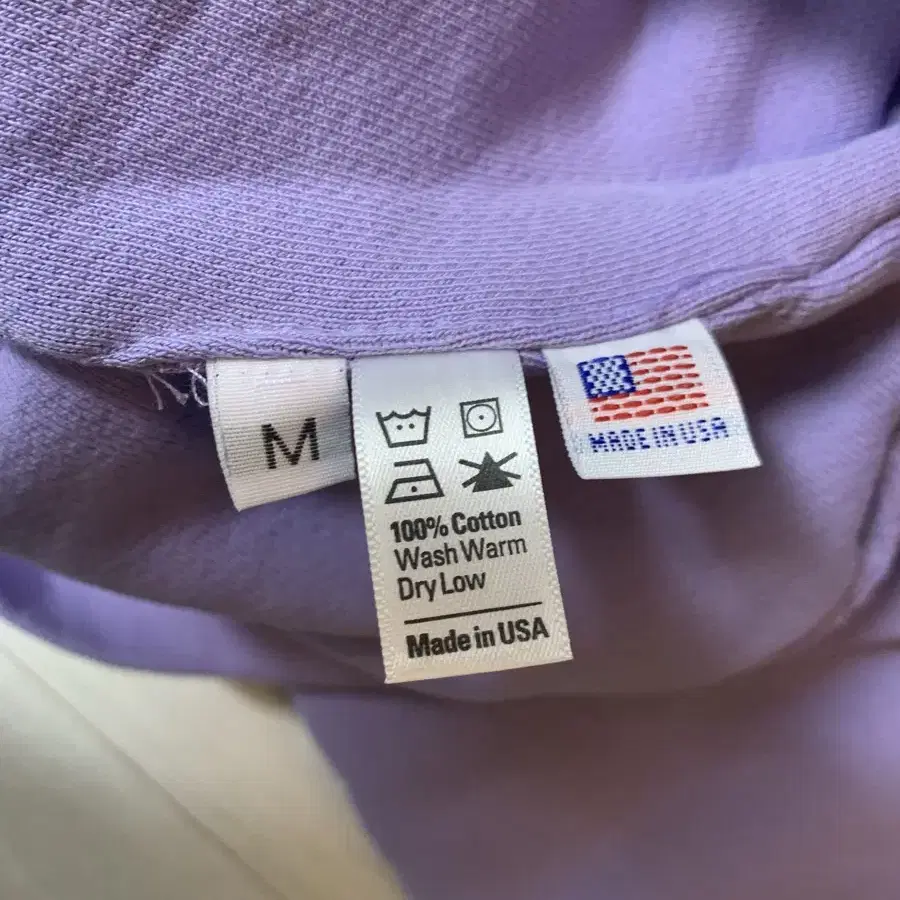 M
100% Cotton
Wash Warm
Dry Low
Made in USA
MADE IN USA